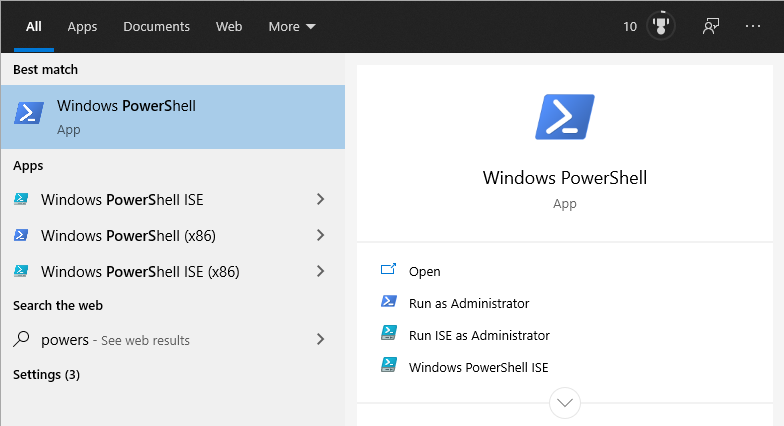 All Apps Documents Web More 10
Best match
Windows PowerShell
App
Apps
Windows PowerShell ISE
Windows PowerShell (x86)
Windows PowerShell ISE (x86)
Search the web
powers - See web results
Settings (3)
Windows PowerShell
App
Open
Run as Administrator
Run ISE as Administrator
Windows PowerShell ISE